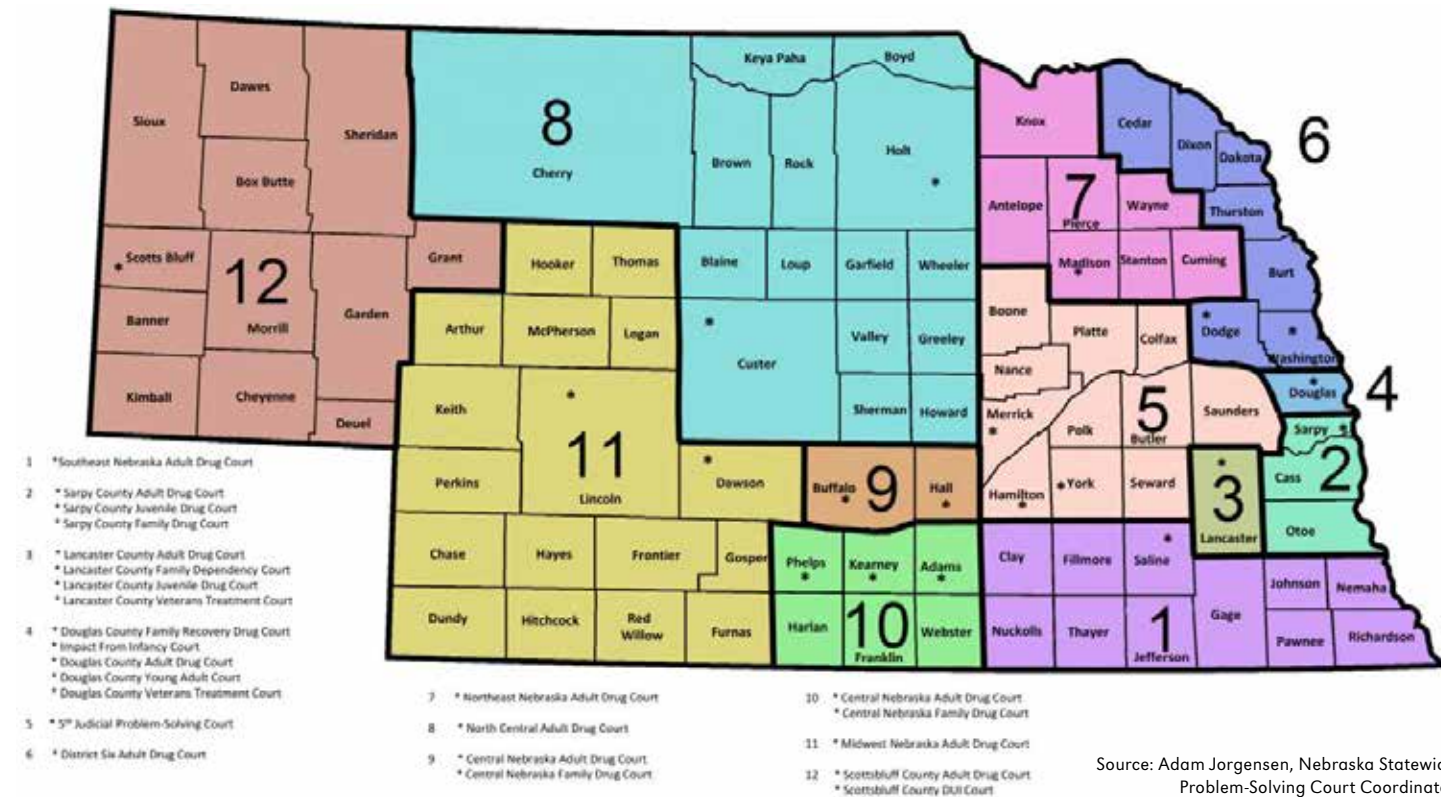 Sioux
Dawes
Sheridan
Box Butte
Scotts Bluff
*
12
Morrill
Banner
Garden
Grant
Kimball
Cheyenne
Deuel
8
Cherry
Keya Paha
Boyd
Brown
Rock
Holt
*
Blaine
Loup
Garfield
Wheeler
*
Custer
Valley
Greeley
Sherman
Howard
Hooker
Thomas
Arthur
McPherson
Logan
Keith
*
11
Lincoln
Perkins
*
Dawson
Chase
Hayes
Frontier
Gosper
Dundy
Hitchcock
Red
Willow
Furnas
Buffalo
*
9
Hall
*
Phelps
*
Kearney
*
Adams
*
Harlan
10
Franklin
Webster
Knox
Antelope
7
Pierce
Wayne
Madison
*
Stanton
Cuming
6
Cedar
Dixon
Dakota
Thurston
Burt
*
Dodge
*
Washington
4
*
Douglas
Boone
Platte
Colfax
Nance
Merrick
*
5
Butler
Polk
Saunders
Hamilton
*
*York
Seward
Sarpy *
Cass
2
Otoe
*
3
Lancaster
Clay
Fillmore
*
Saline
Nuckolls
Thayer
1
Jefferson
Gage
Johnson
Nemaha
Pawnee
Richardson
1 *Southeast Nebraska Adult Drug Court
2 * Sarpy County Adult Drug Court
* Sarpy County Juvenile Drug Court
* Sarpy County Family Drug Court
3 * Lancaster County Adult Drug Court
* Lancaster County Family Dependency Court
* Lancaster County Juvenile Drug Court
* Lancaster County Veterans Treatment Court
4 * Douglas County Family Recovery Drug Court
* Impact From Infancy Court
* Douglas County Adult Drug Court
* Douglas County Young Adult Court
* Douglas County Veterans Treatment Court
5 * 5th Judicial Problem-Solving Court
6 * District Six Adult Drug Court
7 * Northeast Nebraska Adult Drug Court
8 * North Central Adult Drug Court
9 * Central Nebraska Adult Drug Court
* Central Nebraska Family Drug Court
10 * Central Nebraska Adult Drug Court
* Central Nebraska Family Drug Court
11 * Midwest Nebraska Adult Drug Court
12 * Scottsbluff County Adult Drug Court
* Scottsbluff County DUI Court
Source: Adam Jorgensen, Nebraska Statewid
Problem-Solving Court Coordinat